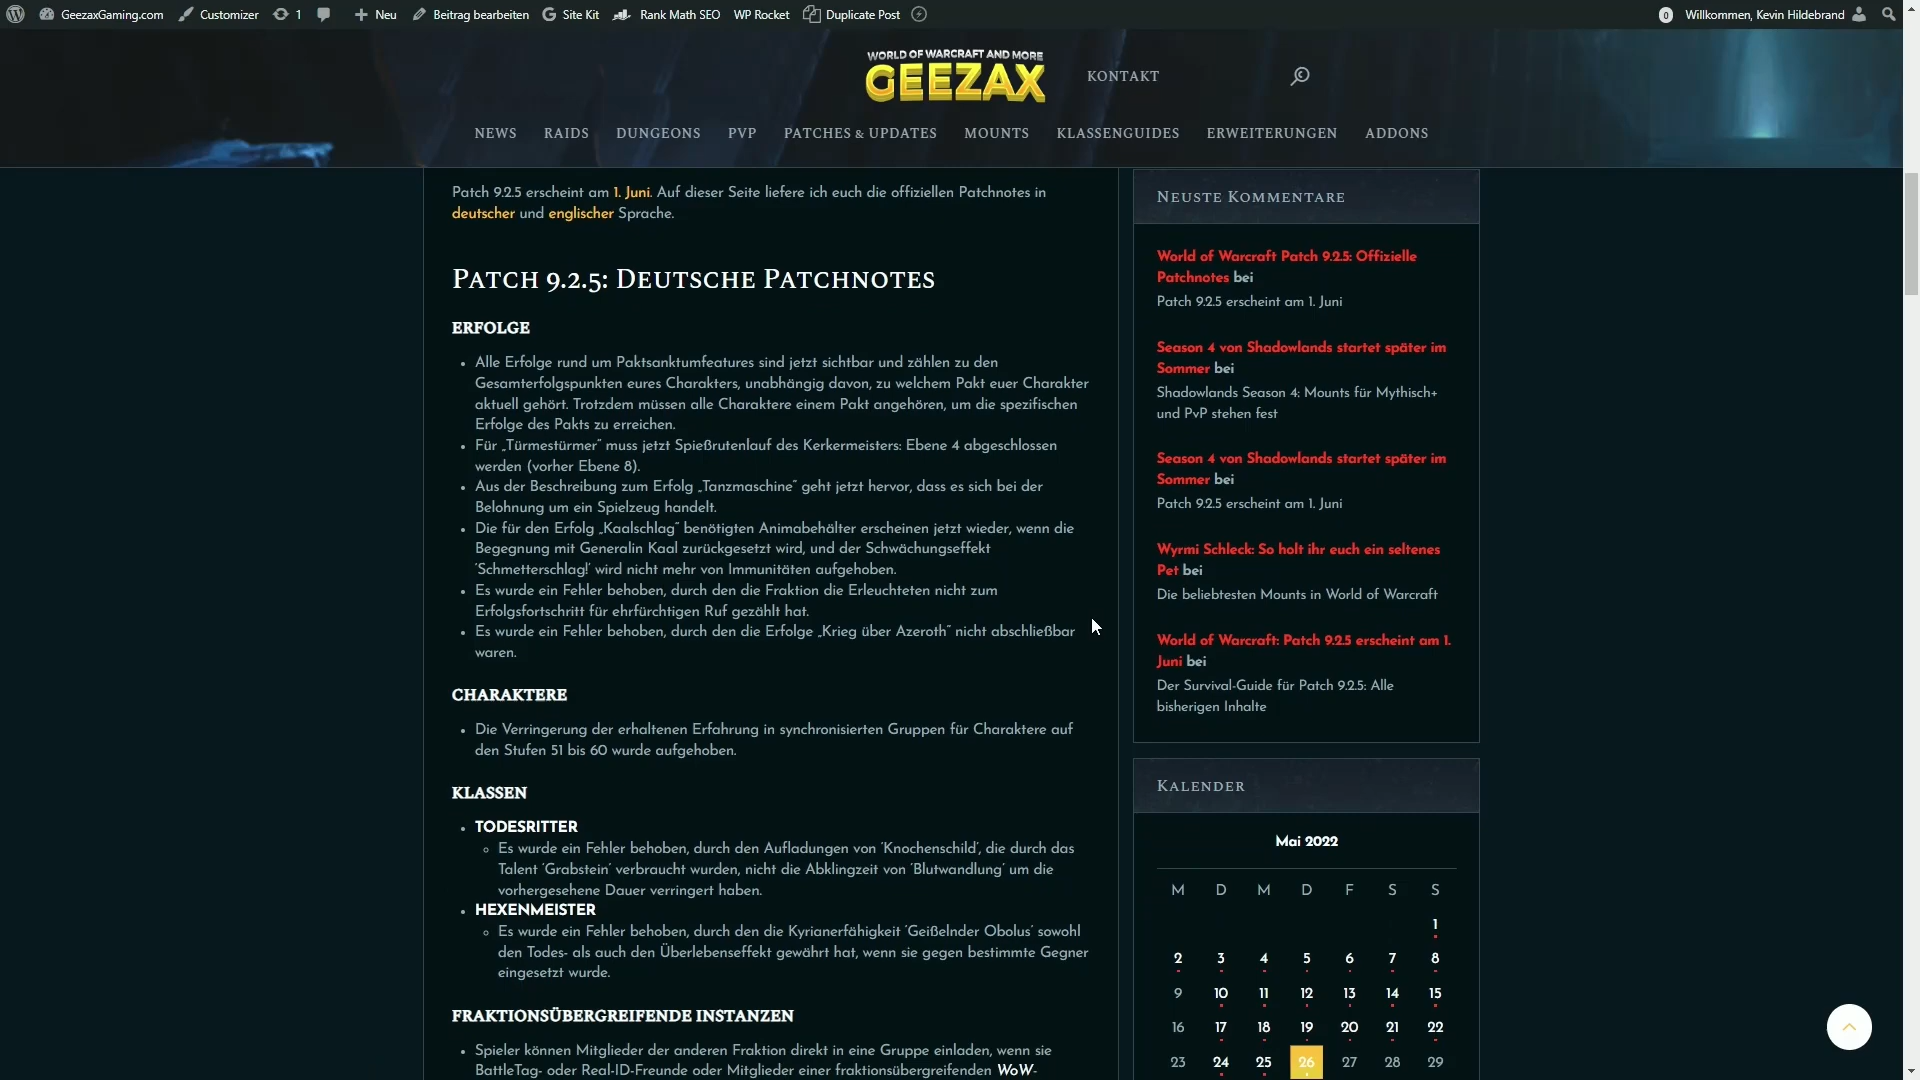 GeezaxGaming.com Customizer 1 Neu Beitrag bearbeiten Site Kit Rank Math SEO WP Rocket Duplicate Post 0 Willkommen, Kevin Hildebrand
WORLD OF WARCRAFT AND MORE
GEEZAX
KONTAKT
NEWS RAIDS DUNGEONS PVP PATCHES & UPDATES MOUNTS KLASSENGUIDES ERWEITERUNGEN ADDONS
Patch 9.2.5 erscheint am 1. Juni. Auf dieser Seite liefere ich euch die offiziellen Patchnotes in
deutscher und englischer Sprache.
Patch 9.2.5: Deutsche Patchnotes
ERFOLGE
• Alle Erfolge rund um Paktsanktumfeatures sind jetzt sichtbar und zählen zu den
Gesamterfolgspunkten eures Charakters, unabhängig davon, zu welchem Pakt euer Charakter
aktuell gehört. Trotzdem müssen alle Charaktere einem Pakt angehören, um die spezifischen
Erfolge des Pakts zu erreichen.
• Für „Türmestürmer“ muss jetzt Spießrutenlauf des Kerkermeisters: Ebene 4 abgeschlossen
werden (vorher Ebene 8).
• Aus der Beschreibung zum Erfolg „Tanzmaschine“ geht jetzt hervor, dass es sich bei der
Belohnung um ein Spielzeug handelt.
• Die für den Erfolg „Kaalschlag“ benötigten Animabehälter erscheinen jetzt wieder, wenn die
Begegnung mit Generalin Kaal zurückgesetzt wird, und der Schwächungseffekt
'Schmetterschlag!' wird nicht mehr von Immunitäten aufgehoben.
• Es wurde ein Fehler behoben, durch den die Fraktion die Erleuchteten nicht zum
Erfolgsfortschritt für ehrfürchtigen Ruf gezählt hat.
• Es wurde ein Fehler behoben, durch den die Erfolge „Krieg über Azeroth“ nicht abschließbar
waren.
CHARAKTERE
• Die Verringerung der erhaltenen Erfahrung in synchronisierten Gruppen für Charaktere auf
den Stufen 51 bis 60 wurde aufgehoben.
KLASSEN
• TODESRITTER
◦ Es wurde ein Fehler behoben, durch den Aufladungen von 'Knochenschild', die durch das
Talent 'Grabstein' verbraucht wurden, nicht die Abklingzeit von 'Blutwandlung' um die
vorhergesehene Dauer verringert haben.
• HEXENMEISTER
◦ Es wurde ein Fehler behoben, durch den die Kyrianerfähigkeit 'Geißelnder Obolus' sowohl
den Todes- als auch den Überlebenseffekt gewährt hat, wenn sie gegen bestimmte Gegner
eingesetzt wurde.
FRAKTIONSÜBERGREIFENDE INSTANZEN
• Spieler können Mitglieder der anderen Fraktion direkt in eine Gruppe einladen, wenn sie
BattleTag- oder Real-ID-Freunde oder Mitglieder einer fraktionsübergreifenden WoW-
Neuste Kommentare
World of Warcraft Patch 9.2.5: Offizielle
Patchnotes bei
Patch 9.2.5 erscheint am 1. Juni
Season 4 von Shadowlands startet später im
Sommer bei
Shadowlands Season 4: Mounts für Mythisch+
und PvP stehen fest
Season 4 von Shadowlands startet später im
Sommer bei
Patch 9.2.5 erscheint am 1. Juni
Wyrmi Schleck: So holt ihr euch ein seltenes
Pet bei
Die beliebtesten Mounts in World of Warcraft
World of Warcraft: Patch 9.2.5 erscheint am 1.
Juni bei
Der Survival-Guide für Patch 9.2.5: Alle
bisherigen Inhalte
Kalender
Mai 2022
M D M D F S S
1
2 3 4 5 6 7 8
9 10 11 12 13 14 15
16 17 18 19 20 21 22
23 24 25 26 27 28 29